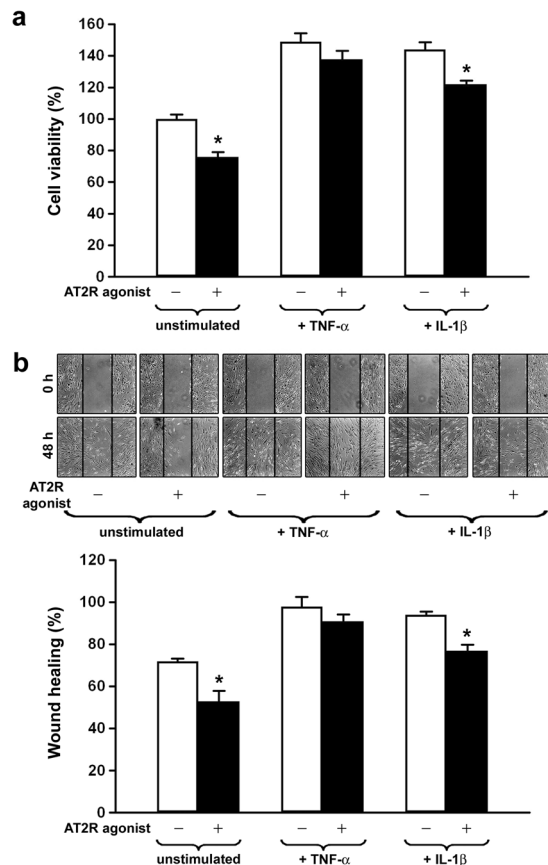 a
Cell viability (%)
160
140
120
100
80
60
40
20
0
*
*
AT2R agonist − + − + − +
unstimulated + TNF-α + IL-1β
b
0 h
48 h
AT2R agonist − + − + − +
unstimulated + TNF-α + IL-1β
Wound healing (%)
120
100
80
60
40
20
0
*
*
AT2R agonist − + − + − +
unstimulated + TNF-α + IL-1β